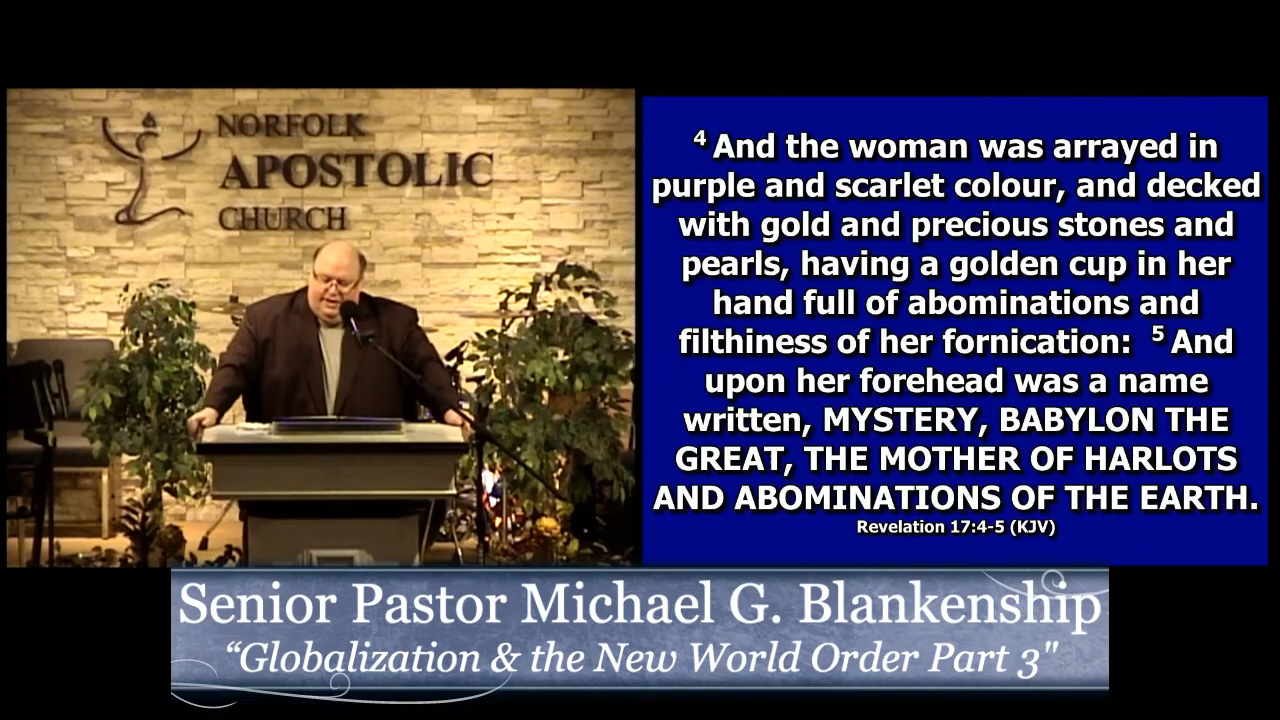 NORFOLK
APOSTOLIC
CHURCH
⁴ And the woman was arrayed in
purple and scarlet colour, and decked
with gold and precious stones and
pearls, having a golden cup in her
hand full of abominations and
filthiness of her fornication: ⁵ And
upon her forehead was a name
written, MYSTERY, BABYLON THE
GREAT, THE MOTHER OF HARLOTS
AND ABOMINATIONS OF THE EARTH.
Revelation 17:4-5 (KJV)
Senior Pastor Michael G. Blankenship
“Globalization & the New World Order Part 3"